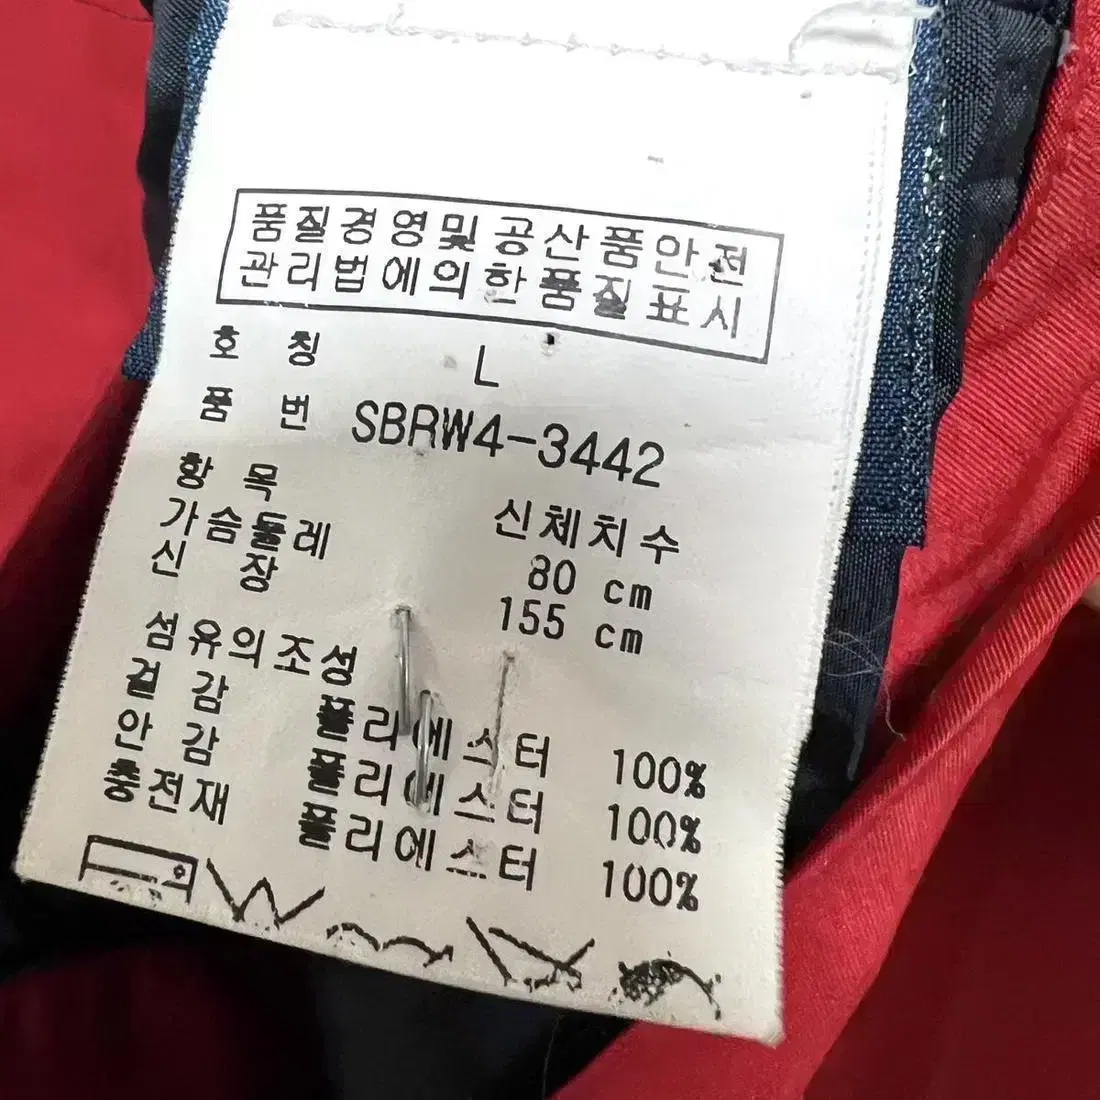 품질경영및공산품안전
관리법에의한품질표시
호 칭 L
품 번 SBRW4-3442
항 목 신체치수
가슴둘레 80 cm
신 장 155 cm
섬유의조성
겉 감 폴리에스터 100%
안 감 폴리에스터 100%
충전재 폴리에스터 100%